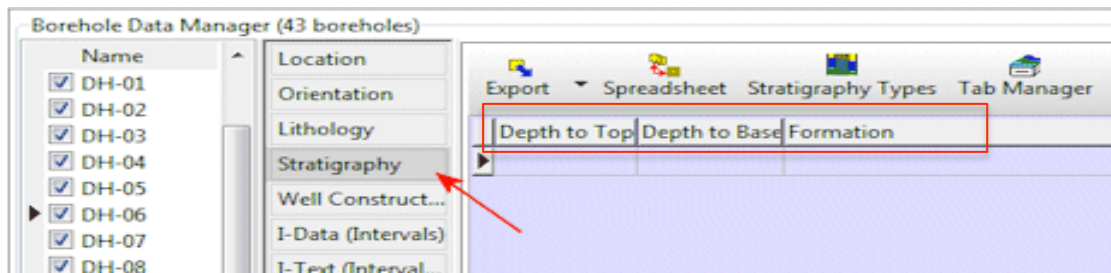 Borehole Data Manager (43 boreholes)
Name
DH-01
DH-02
DH-03
DH-04
DH-05
DH-06
DH-07
DH-08
Location
Orientation
Lithology
Stratigraphy
Well Construct...
I-Data (Intervals)
I-Text (Interval...
Export Spreadsheet Stratigraphy Types Tab Manager
Depth to Top Depth to Base Formation